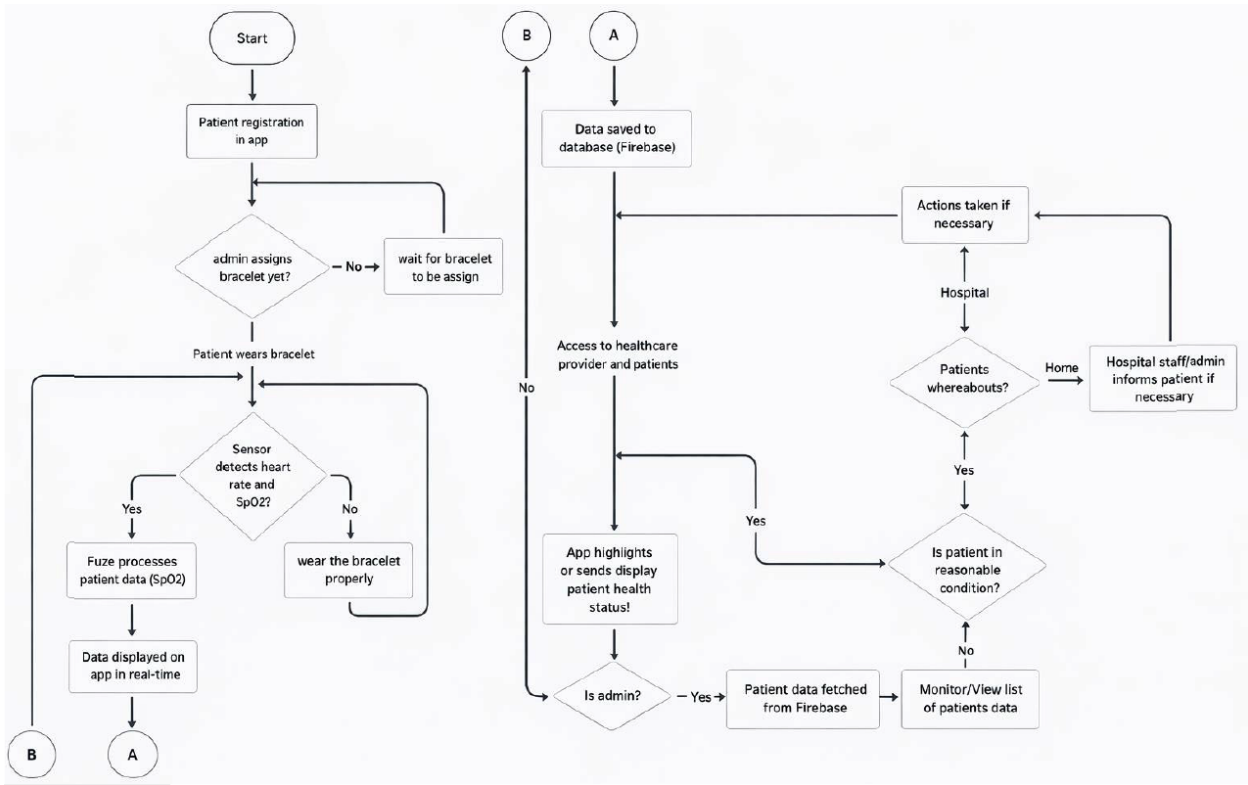 Start
Patient registration
in app
admin assigns
bracelet yet?
No
wait for bracelet
to be assign
Patient wears bracelet
Sensor
detects heart
rate and
SpO2?
Yes
No
Fuze processes
patient data (SpO2)
wear the bracelet
properly
Data displayed on
app in real-time
B
A
B
A
Data saved to
database (Firebase)
Actions taken if
necessary
Hospital
Access to healthcare
provider and patients
No
Patients
whereabouts?
Home
Hospital staff/admin
informs patient if
necessary
Yes
Yes
App highlights
or sends display
patient health
status!
Is patient in
reasonable
condition?
No
Is admin?
Yes
Patient data fetched
from Firebase
Monitor/View list
of patients data